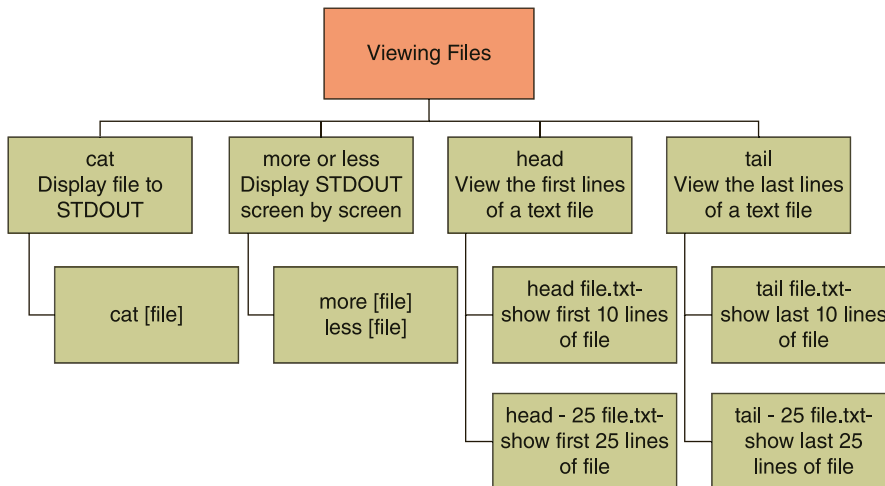 Viewing Files
cat
Display file to
STDOUT
more or less
Display STDOUT
screen by screen
head
View the first lines
of a text file
tail
View the last lines
of a text file
cat [file]
more [file]
less [file]
head file.txt-
show first 10 lines
of file
tail file.txt-
show last 10 lines
of file
head - 25 file.txt-
show first 25 lines
of file
tail - 25 file.txt-
show last 25
lines of file